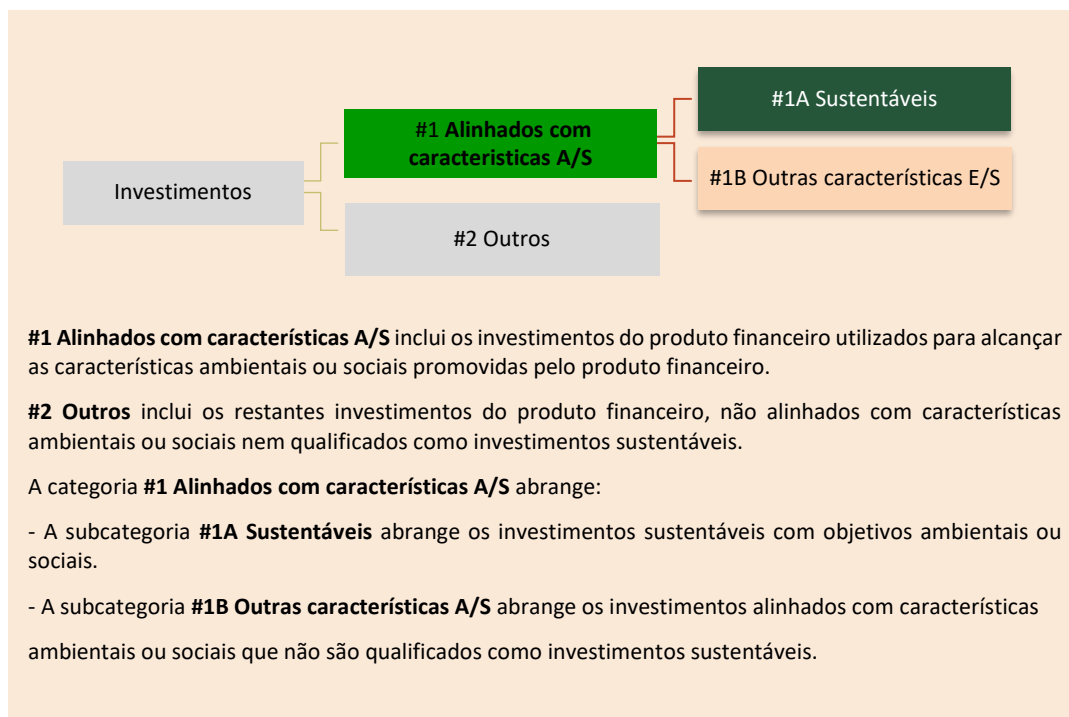 #1A Sustentáveis
#1 Alinhados com
caracteristicas A/S
#1B Outras características E/S
Investimentos
#2 Outros
#1 Alinhados com características A/S inclui os investimentos do produto financeiro utilizados para alcançar
as características ambientais ou sociais promovidas pelo produto financeiro.
#2 Outros inclui os restantes investimentos do produto financeiro, não alinhados com características
ambientais ou sociais nem qualificados como investimentos sustentáveis.
A categoria #1 Alinhados com características A/S abrange:
- A subcategoria #1A Sustentáveis abrange os investimentos sustentáveis com objetivos ambientais ou
sociais.
- A subcategoria #1B Outras características A/S abrange os investimentos alinhados com características
ambientais ou sociais que não são qualificados como investimentos sustentáveis.